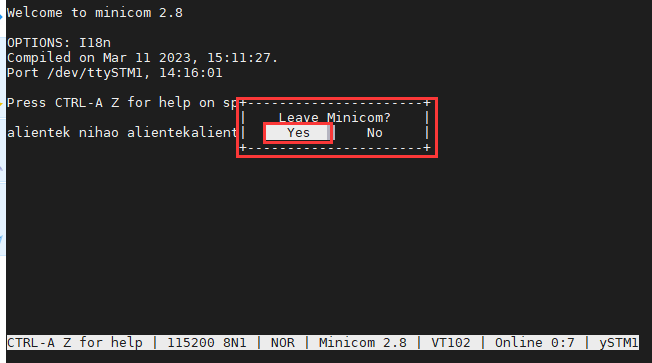 Welcome to minicom 2.8
OPTIONS: I18n
Compiled on Mar 11 2023, 15:11:27.
Port /dev/ttySTM1, 14:16:01
Press CTRL-A Z for help on sp+-----------------------+
| Leave Minicom? |
alientek nihao alientekalient| Yes No |
+-----------------------+
CTRL-A Z for help | 115200 8N1 | NOR | Minicom 2.8 | VT102 | Online 0:7 | ySTM1